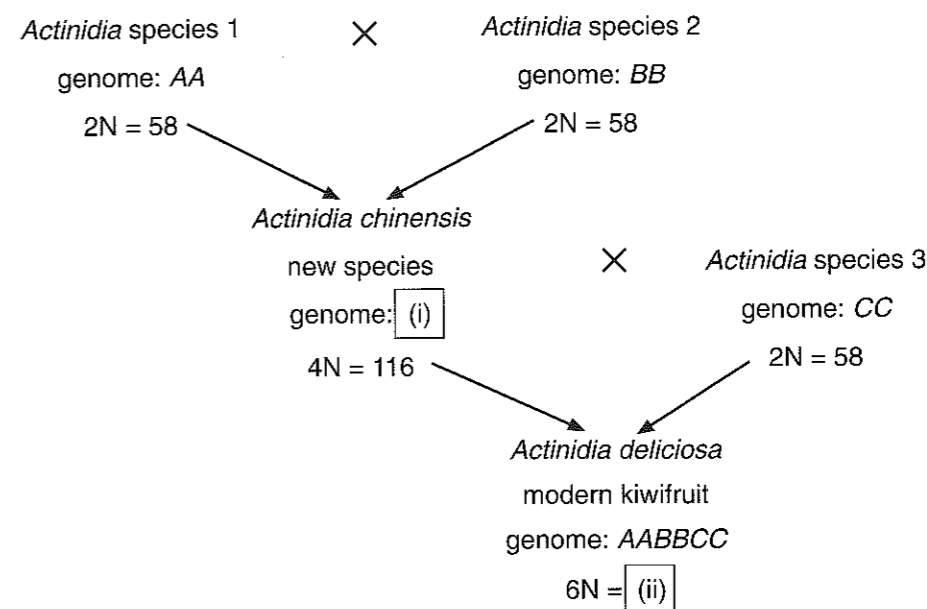 Actinidia species 1 × Actinidia species 2
genome: AA genome: BB
2N = 58 2N = 58
Actinidia chinensis
new species × Actinidia species 3
genome: (i) genome: CC
4N = 116 2N = 58
Actinidia deliciosa
modern kiwifruit
genome: AABBCC
6N = (ii)